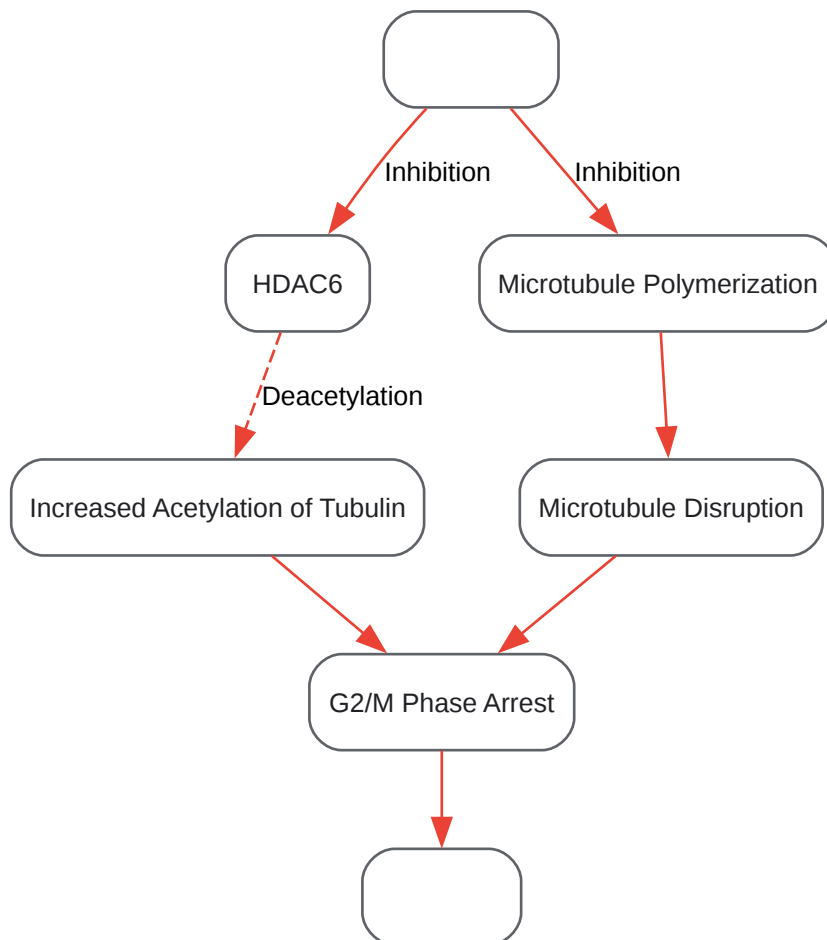 Inhibition
Inhibition
HDAC6
Microtubule Polymerization
Deacetylation
Increased Acetylation of Tubulin
Microtubule Disruption
G2/M Phase Arrest